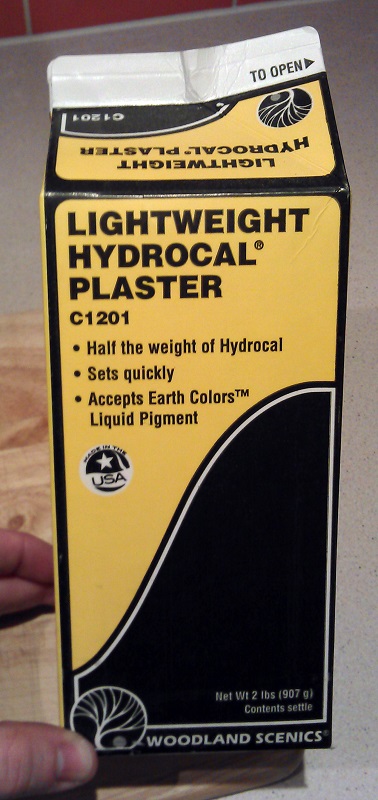 TO OPEN▶
C1201
LIGHTWEIGHT
HYDROCAL® PLASTER
LIGHTWEIGHT
HYDROCAL®
PLASTER
C1201
• Half the weight of Hydrocal
• Sets quickly
• Accepts Earth Colors™
Liquid Pigment
MADE IN THE
USA
Net Wt 2 lbs (907 g)
Contents settle
WOODLAND SCENICS®